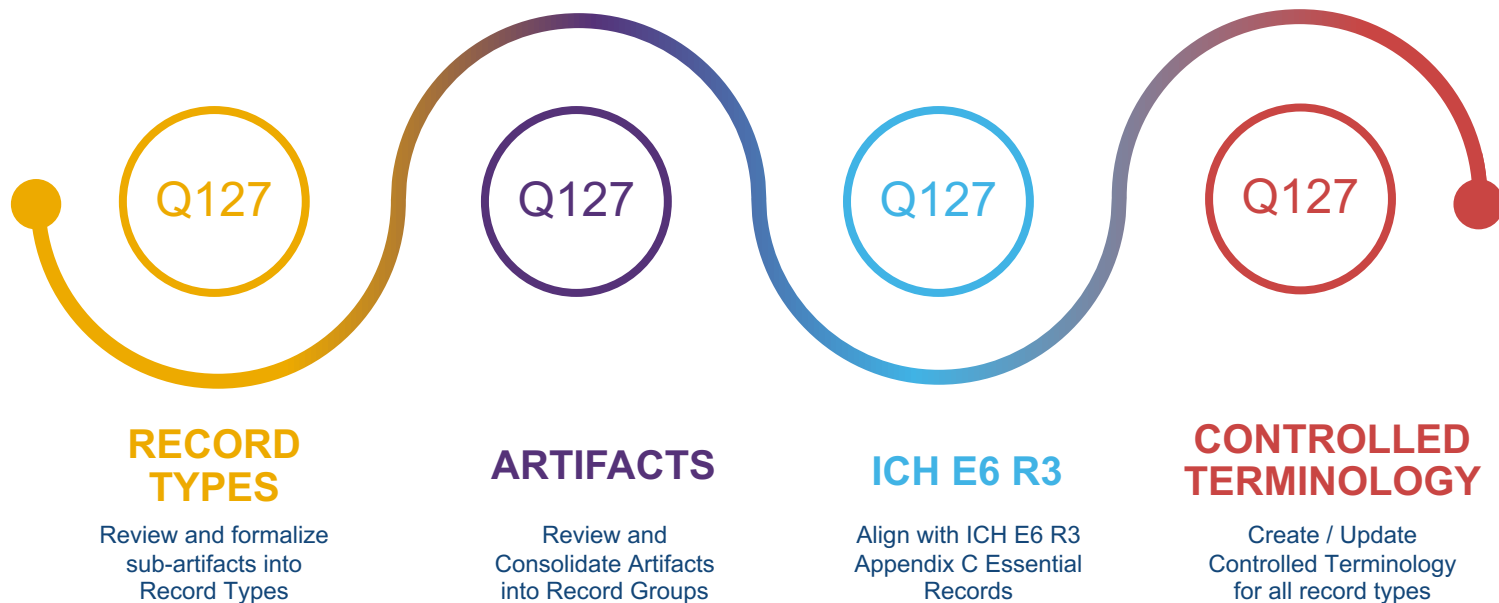 Q127
Q127
Q127
Q127
RECORD
TYPES
Review and formalize
sub-artifacts into
Record Types
ARTIFACTS
Review and
Consolidate Artifacts
into Record Groups
ICH E6 R3
Align with ICH E6 R3
Appendix C Essential
Records
CONTROLLED
TERMINOLOGY
Create / Update
Controlled Terminology
for all record types